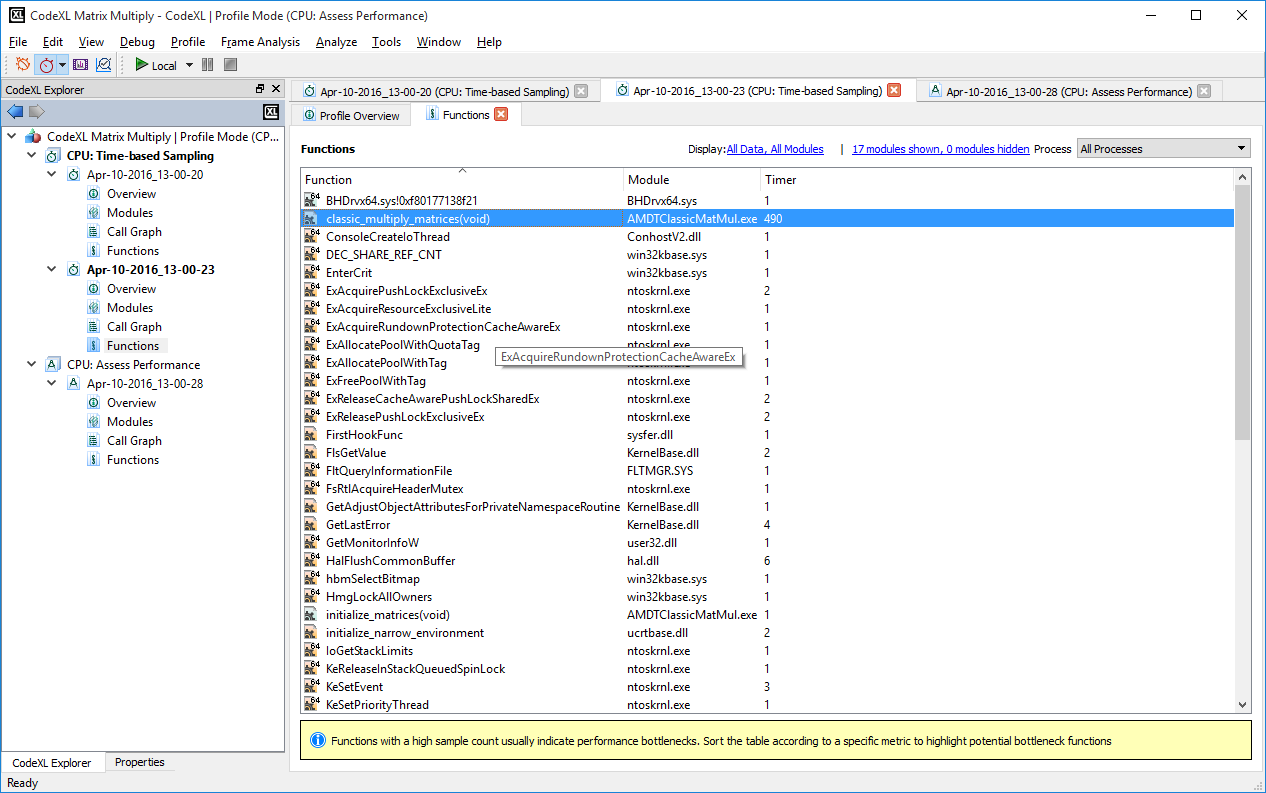 CodeXL Matrix Multiply - CodeXL | Profile Mode (CPU: Assess Performance)
File Edit View Debug Profile Frame Analysis Analyze Tools Window Help
Local
CodeXL Explorer
CodeXL Matrix Multiply | Profile Mode (CP...
CPU: Time-based Sampling
Apr-10-2016_13-00-20
Overview
Modules
Call Graph
Functions
Apr-10-2016_13-00-23
Overview
Modules
Call Graph
Functions
CPU: Assess Performance
Apr-10-2016_13-00-28
Overview
Modules
Call Graph
Functions
CodeXL Explorer Properties
Apr-10-2016_13-00-20 (CPU: Time-based Sampling) Apr-10-2016_13-00-23 (CPU: Time-based Sampling) Apr-10-2016_13-00-28 (CPU: Assess Performance)
Profile Overview Functions
Functions Display:All Data, All Modules | 17 modules shown, 0 modules hidden Process All Processes
Function Module Timer
BHDrvx64.sys!0xf80177138f21 BHDrvx64.sys 1
classic_multiply_matrices(void) AMDTClassicMatMul.exe 490
ConsoleCreateIoThread ConhostV2.dll 1
DEC_SHARE_REF_CNT win32kbase.sys 1
EnterCrit win32kbase.sys 1
ExAcquirePushLockExclusiveEx ntoskrnl.exe 2
ExAcquireResourceExclusiveLite ntoskrnl.exe 1
ExAcquireRundownProtectionCacheAwareEx ntoskrnl.exe 1
ExAllocatePoolWithQuotaTag ntoskrnl.exe 1
ExAcquireRundownProtectionCacheAwareEx
ExAllocatePoolWithTag ntoskrnl.exe 1
ExFreePoolWithTag ntoskrnl.exe 1
ExReleaseCacheAwarePushLockSharedEx ntoskrnl.exe 2
ExReleasePushLockExclusiveEx ntoskrnl.exe 2
FirstHookFunc sysfer.dll 1
FlsGetValue KernelBase.dll 2
FltQueryInformationFile FLTMGR.SYS 1
FsRtlAcquireHeaderMutex ntoskrnl.exe 1
GetAdjustObjectAttributesForPrivateNamespaceRoutine KernelBase.dll 1
GetLastError KernelBase.dll 4
GetMonitorInfoW user32.dll 1
HalFlushCommonBuffer hal.dll 6
hbmSelectBitmap win32kbase.sys 1
HmgLockAllOwners win32kbase.sys 1
initialize_matrices(void) AMDTClassicMatMul.exe 1
initialize_narrow_environment ucrtbase.dll 2
IoGetStackLimits ntoskrnl.exe 1
KeReleaseInStackQueuedSpinLock ntoskrnl.exe 1
KeSetEvent ntoskrnl.exe 3
KeSetPriorityThread ntoskrnl.exe 1
Functions with a high sample count usually indicate performance bottlenecks. Sort the table according to a specific metric to highlight potential bottleneck functions
Ready